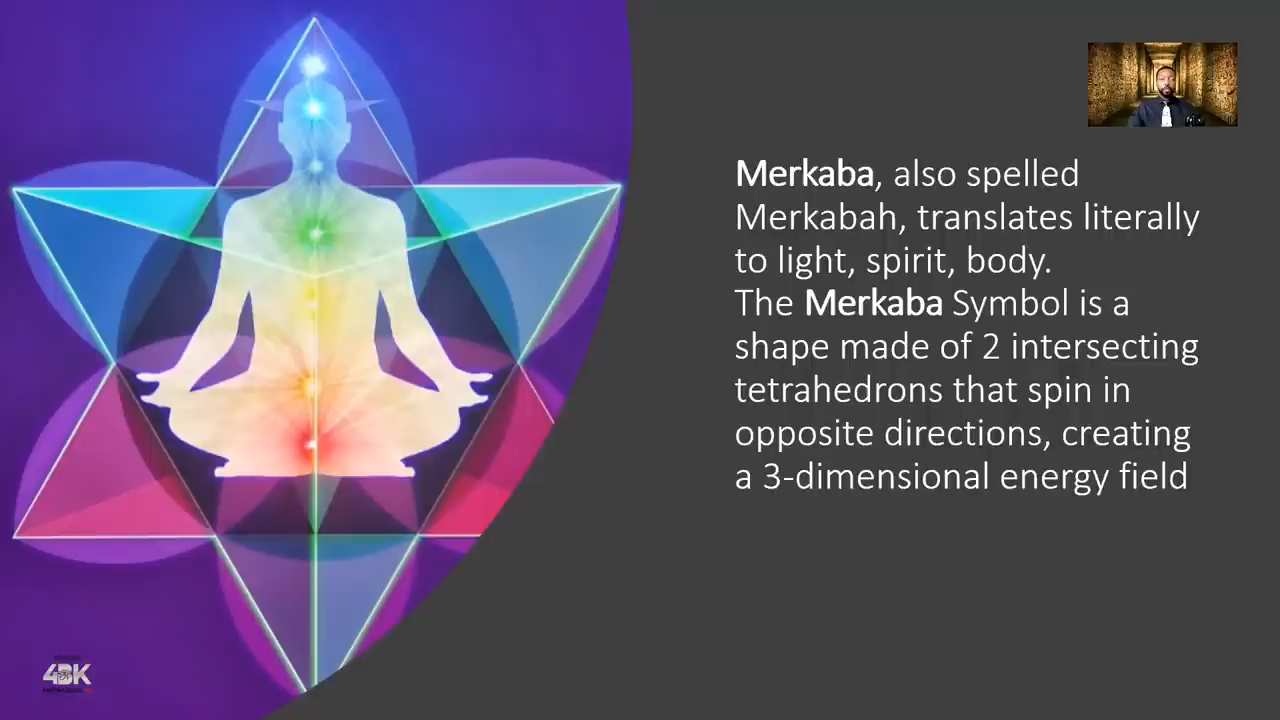 Merkaba, also spelled
Merkabah, translates literally
to light, spirit, body.
The Merkaba Symbol is a
shape made of 2 intersecting
tetrahedrons that spin in
opposite directions, creating
a 3-dimensional energy field
4BK